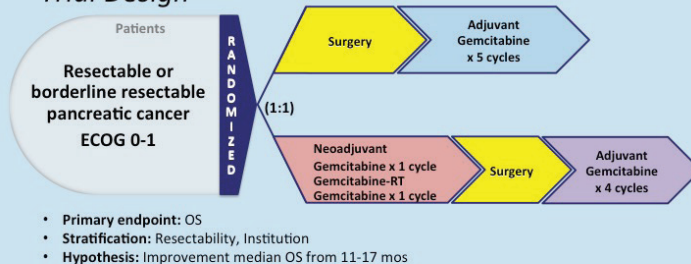 Trial Design
Patients
Resectable or
borderline resectable
pancreatic cancer
ECOG 0-1
RANDOMIZED
(1:1)
Surgery
Adjuvant
Gemcitabine
x 5 cycles
Neoadjuvant
Gemcitabine x 1 cycle
Gemcitabine-RT
Gemcitabine x 1 cycle
Surgery
Adjuvant
Gemcitabine
x 4 cycles
• Primary endpoint: OS
• Stratification: Resectability, Institution
• Hypothesis: Improvement median OS from 11-17 mos